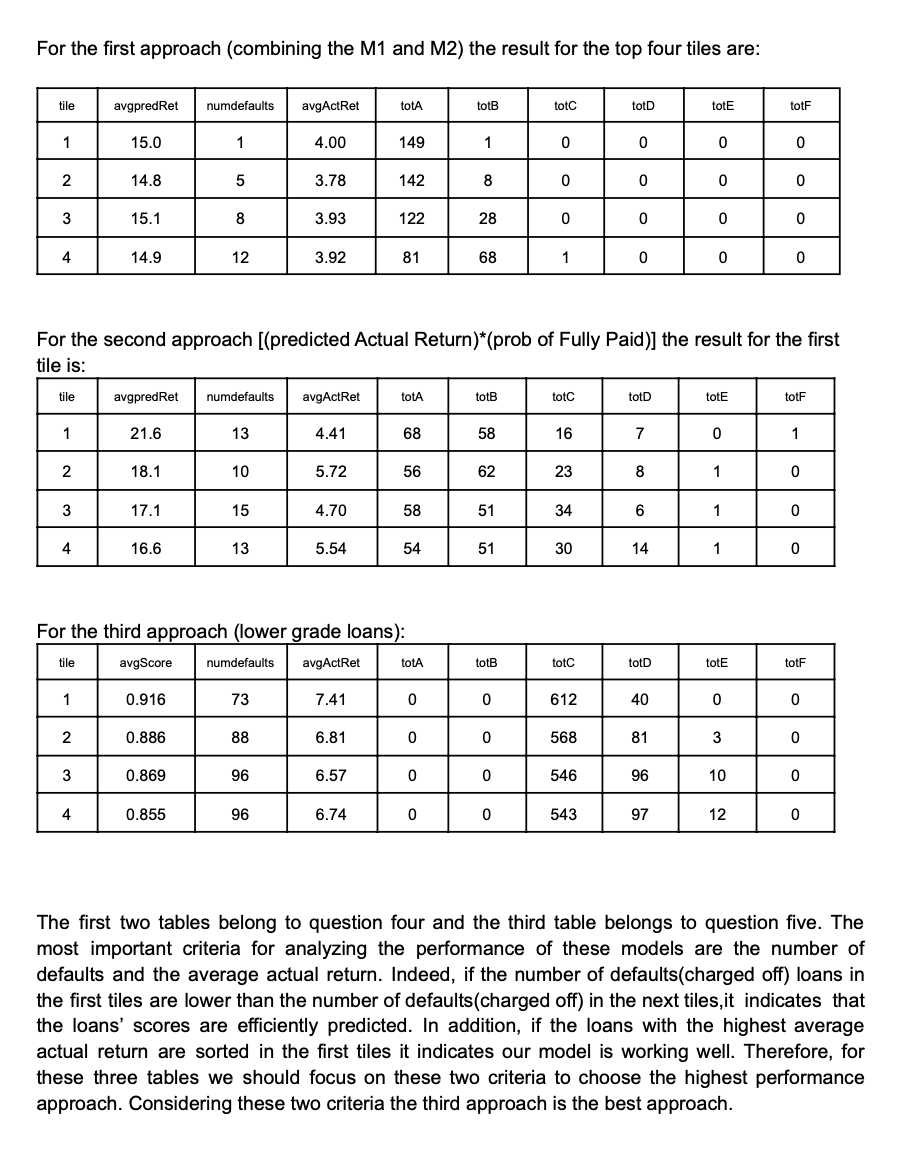 For the first approach (combining the M1 and M2) the result for the top four tiles are:
tile avgpredRet numdefaults avgActRet totA totB totC totD totE totF
1 15.0 1 4.00 149 1 0 0 0 0
2 14.8 5 3.78 142 8 0 0 0 0
3 15.1 8 3.93 122 28 0 0 0 0
4 14.9 12 3.92 81 68 1 0 0 0
For the second approach [(predicted Actual Return)*(prob of Fully Paid)] the result for the first
tile is:
tile avgpredRet numdefaults avgActRet totA totB totC totD totE totF
1 21.6 13 4.41 68 58 16 7 0 1
2 18.1 10 5.72 56 62 23 8 1 0
3 17.1 15 4.70 58 51 34 6 1 0
4 16.6 13 5.54 54 51 30 14 1 0
For the third approach (lower grade loans):
tile avgScore numdefaults avgActRet totA totB totC totD totE totF
1 0.916 73 7.41 0 0 612 40 0 0
2 0.886 88 6.81 0 0 568 81 3 0
3 0.869 96 6.57 0 0 546 96 10 0
4 0.855 96 6.74 0 0 543 97 12 0
The first two tables belong to question four and the third table belongs to question five. The
most important criteria for analyzing the performance of these models are the number of
defaults and the average actual return. Indeed, if the number of defaults(charged off) loans in
the first tiles are lower than the number of defaults(charged off) in the next tiles,it indicates that
the loans' scores are efficiently predicted. In addition, if the loans with the highest average
actual return are sorted in the first tiles it indicates our model is working well. Therefore, for
these three tables we should focus on these two criteria to choose the highest performance
approach. Considering these two criteria the third approach is the best approach.